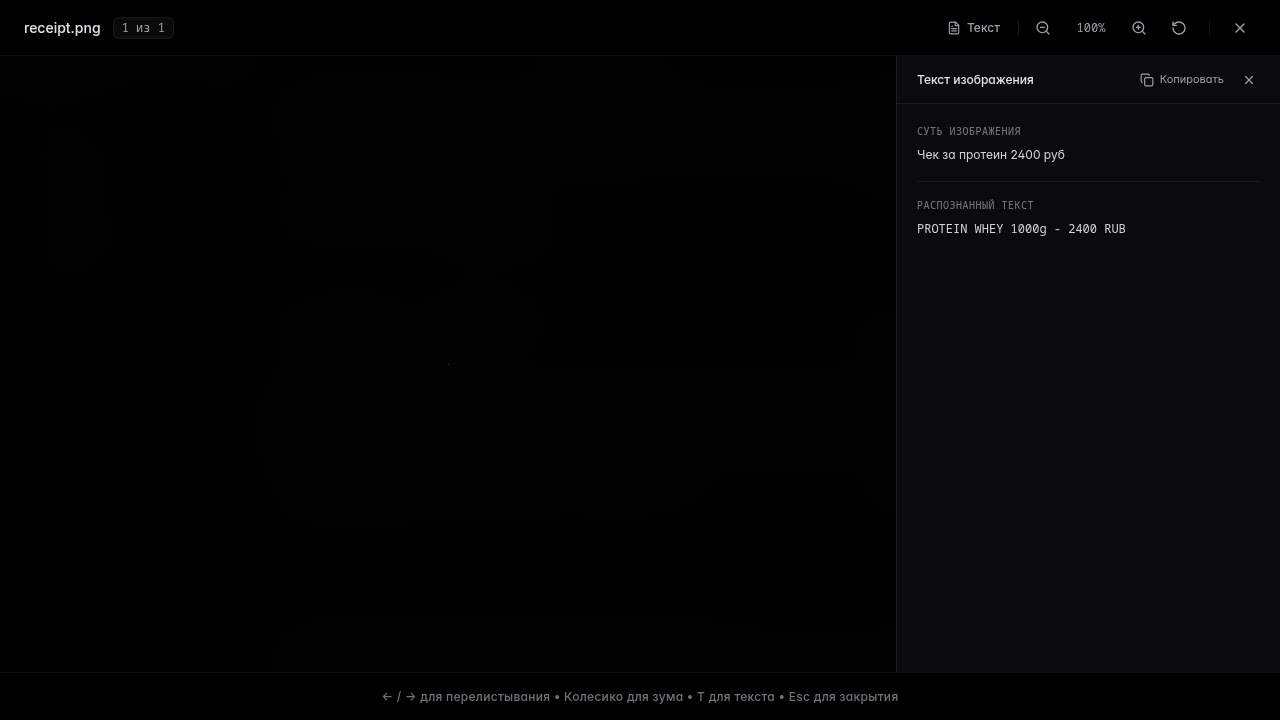 receipt.png
1 из 1
Текст
100%
Текст изображения
Копировать
СУТЬ ИЗОБРАЖЕНИЯ
Чек за протеин 2400 руб
РАСПОЗНАННЫЙ ТЕКСТ
PROTEIN WHEY 1000g - 2400 RUB
← / → для перелистывания • Колесико для зума • T для текста • Esc для закрытия